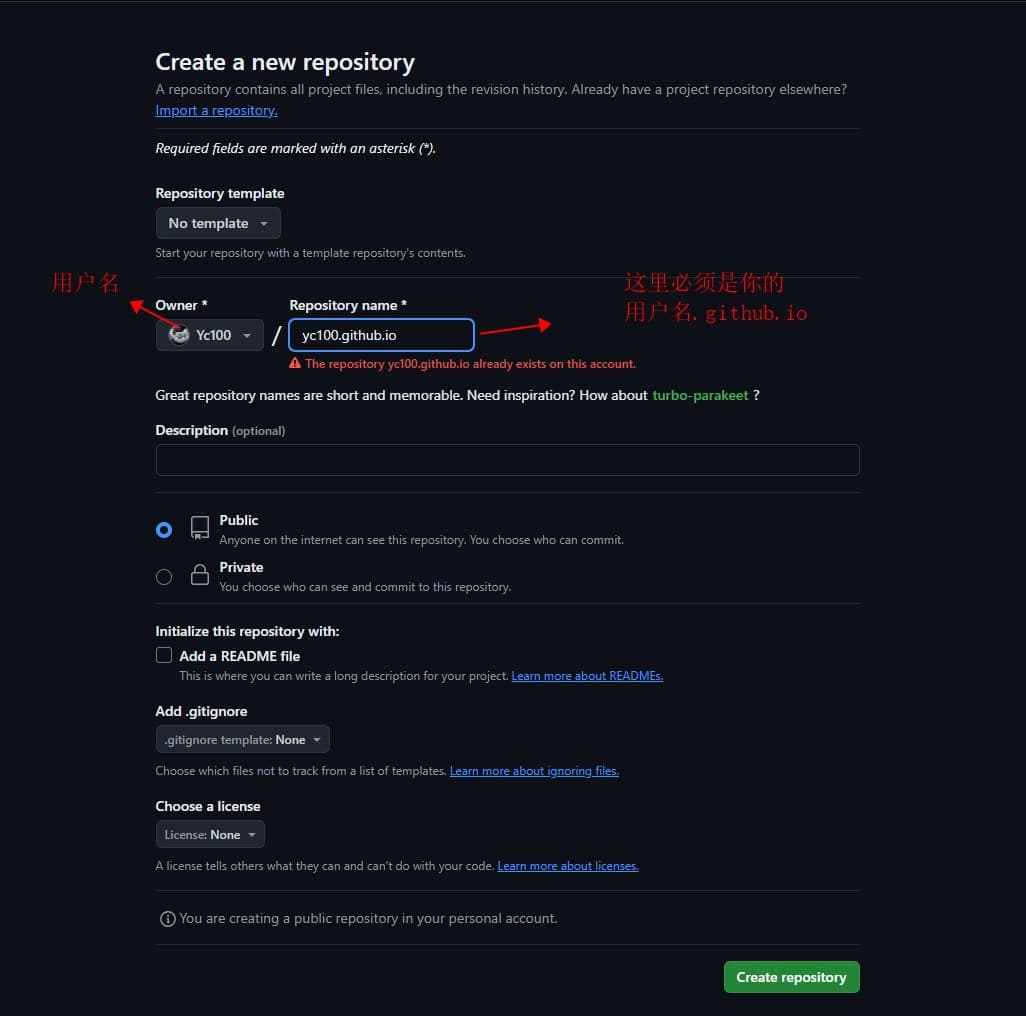 Create a new repository
A repository contains all project files, including the revision history. Already have a project repository elsewhere?
Import a repository.
Required fields are marked with an asterisk (*).
Repository template
No template
Start your repository with a template repository's contents.
用户名
这里必须是你的
用户名.github.io
Owner *
Repository name *
Yc100
/
yc100.github.io
The repository yc100.github.io already exists on this account.
Great repository names are short and memorable. Need inspiration? How about turbo-parakeet ?
Description (optional)
Public
Anyone on the internet can see this repository. You choose who can commit.
Private
You choose who can see and commit to this repository.
Initialize this repository with:
Add a README file
This is where you can write a long description for your project. Learn more about READMEs.
Add .gitignore
.gitignore template: None
Choose which files not to track from a list of templates. Learn more about ignoring files.
Choose a license
License: None
A license tells others what they can and can't do with your code. Learn more about licenses.
You are creating a public repository in your personal account.
Create repository